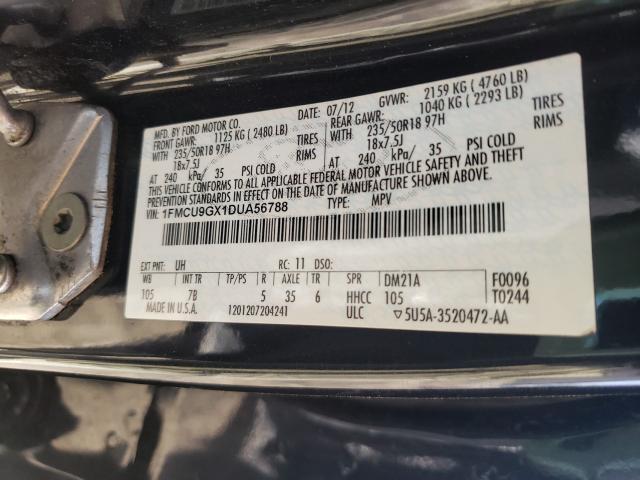 MFD. BY FORD MOTOR CO. DATE: 07/12 GVWR: 2159 KG ( 4760 LB)
FRONT GAWR: 1125 KG ( 2480 LB) REAR GAWR: 1040 KG ( 2293 LB)
WITH 235/50R18 97H TIRES WITH 235/50R18 97H TIRES
18x7.5J RIMS 18x7.5J RIMS
AT 240 kPa/ 35 PSI COLD AT 240 kPa/ 35 PSI COLD
THIS VEHICLE CONFORMS TO ALL APPLICABLE FEDERAL MOTOR VEHICLE SAFETY AND THEFT
PREVENTION STANDARDS IN EFFECT ON THE DATE OF MANUFACTURE SHOWN ABOVE.
VIN: 1FMCU9GX1DUA56788 TYPE: MPV
EXT PNT: UH RC: 11 DSO:
WB INT TR TP/PS R AXLE TR SPR DM21A F0096
105 7B 5 35 6 HHCC 105 T0244
MADE IN U.S.A. 1201207204241 ULC ▽5U5A-3520472-AA